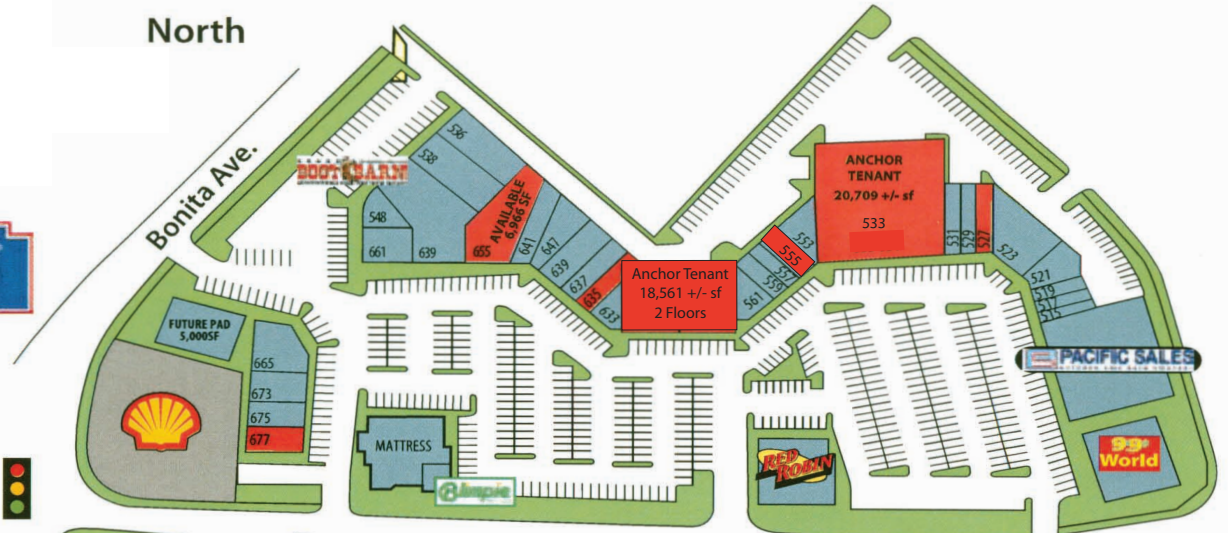 North
Bonita Ave.
BOOT BARN
536
538
548
661
639
655
AVAILABLE
6,966 SF
641
647
639
637
635
633
Anchor Tenant
18,561 +/- sf
2 Floors
561
559
557
555
553
ANCHOR
TENANT
20,709 +/- sf
533
531
529
527
523
521
519
517
515
PACIFIC SALES
FUTURE PAD
5,000SF
665
673
675
677
MATTRESS
Blimpie
RED
ROBIN
99¢
World